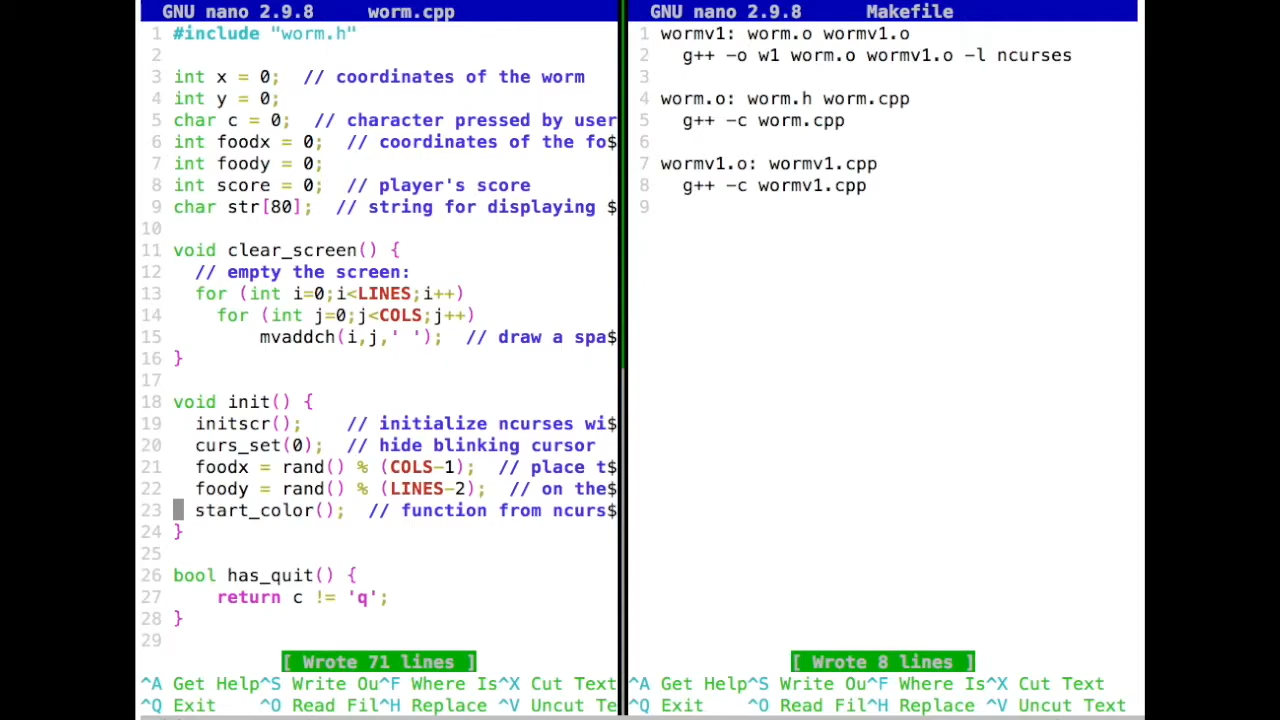 GNU nano 2.9.8 worm.cpp
1 #include "worm.h"
2
3 int x = 0; // coordinates of the worm
4 int y = 0;
5 char c = 0; // character pressed by user
6 int foodx = 0; // coordinates of the fo$
7 int foody = 0;
8 int score = 0; // player's score
9 char str[80]; // string for displaying $
10
11 void clear_screen() {
12 // empty the screen:
13 for (int i=0;i<LINES;i++)
14 for (int j=0;j<COLS;j++)
15 mvaddch(i,j,' '); // draw a spa$
16 }
17
18 void init() {
19 initscr(); // initialize ncurses wi$
20 curs_set(0); // hide blinking cursor
21 foodx = rand() % (COLS-1); // place t$
22 foody = rand() % (LINES-2); // on the$
23 start_color(); // function from ncurs$
24 }
25
26 bool has_quit() {
27 return c != 'q';
28 }
29
[ Wrote 71 lines ]
^A Get Help^S Write Ou^F Where Is^X Cut Text
^Q Exit ^O Read Fil^H Replace ^V Uncut Te
GNU nano 2.9.8 Makefile
1 wormv1: worm.o wormv1.o
2 g++ -o w1 worm.o wormv1.o -l ncurses
3
4 worm.o: worm.h worm.cpp
5 g++ -c worm.cpp
6
7 wormv1.o: wormv1.cpp
8 g++ -c wormv1.cpp
9
[ Wrote 8 lines ]
^A Get Help^S Write Ou^F Where Is^X Cut Text
^Q Exit ^O Read Fil^H Replace ^V Uncut Text